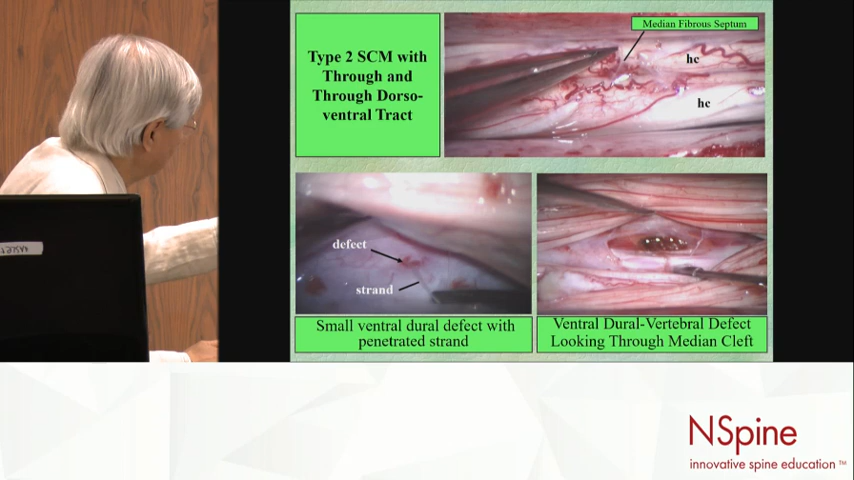 Type 2 SCM with
Through and
Through Dorso-
ventral Tract
Median Fibrous Septum
hc
hc
defect
strand
Small ventral dural defect with
penetrated strand
Ventral Dural-Vertebral Defect
Looking Through Median Cleft
NSpine
innovative spine education™